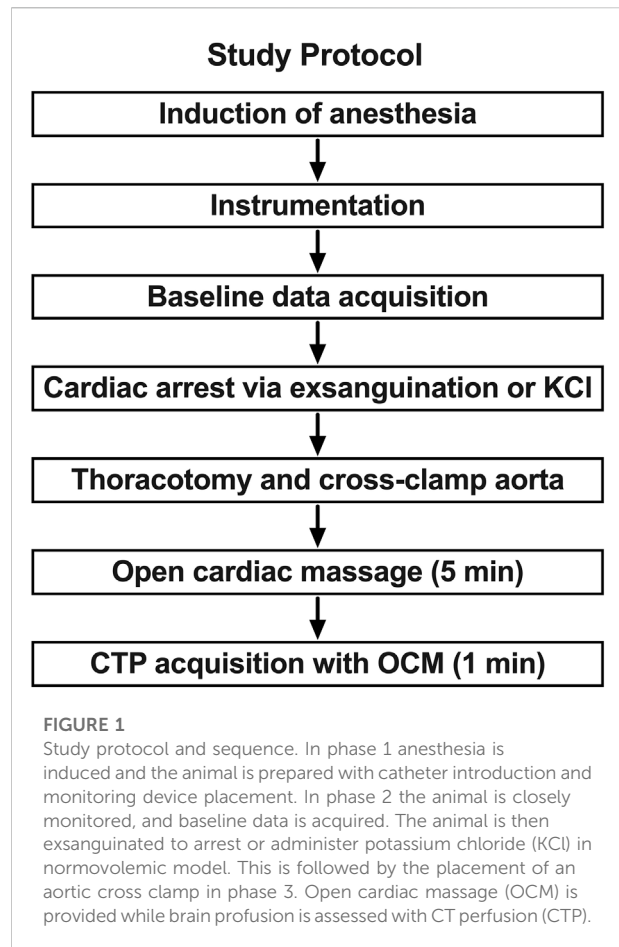 Study Protocol
Induction of anesthesia
Instrumentation
Baseline data acquisition
Cardiac arrest via exsanguination or KCl
Thoracotomy and cross-clamp aorta
Open cardiac massage (5 min)
CTP acquisition with OCM (1 min)
FIGURE 1
Study protocol and sequence. In phase 1 anesthesia is
induced and the animal is prepared with catheter introduction and
monitoring device placement. In phase 2 the animal is closely
monitored, and baseline data is acquired. The animal is then
exsanguinated to arrest or administer potassium chloride (KCl) in
normovolemic model. This is followed by the placement of an
aortic cross clamp in phase 3. Open cardiac massage (OCM) is
provided while brain profusion is assessed with CT perfusion (CTP).